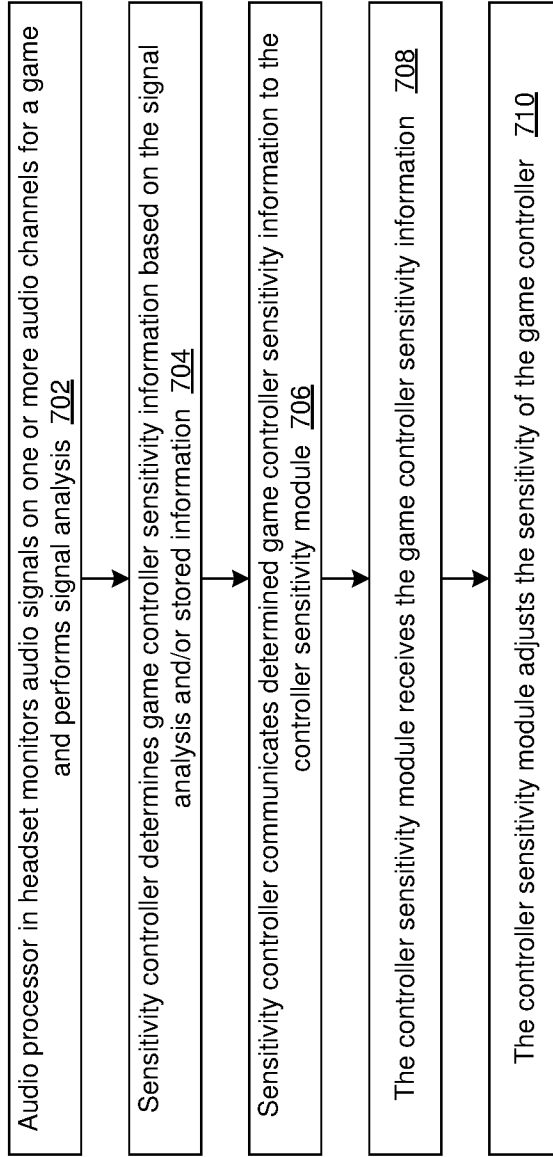 Audio processor in headset monitors audio signals on one or more audio channels for a game
and performs signal analysis 702
Sensitivity controller determines game controller sensitivity information based on the signal
analysis and/or stored information 704
Sensitivity controller communicates determined game controller sensitivity information to the
controller sensitivity module 706
The controller sensitivity module receives the game controller sensitivity information 708
The controller sensitivity module adjusts the sensitivity of the game controller 710